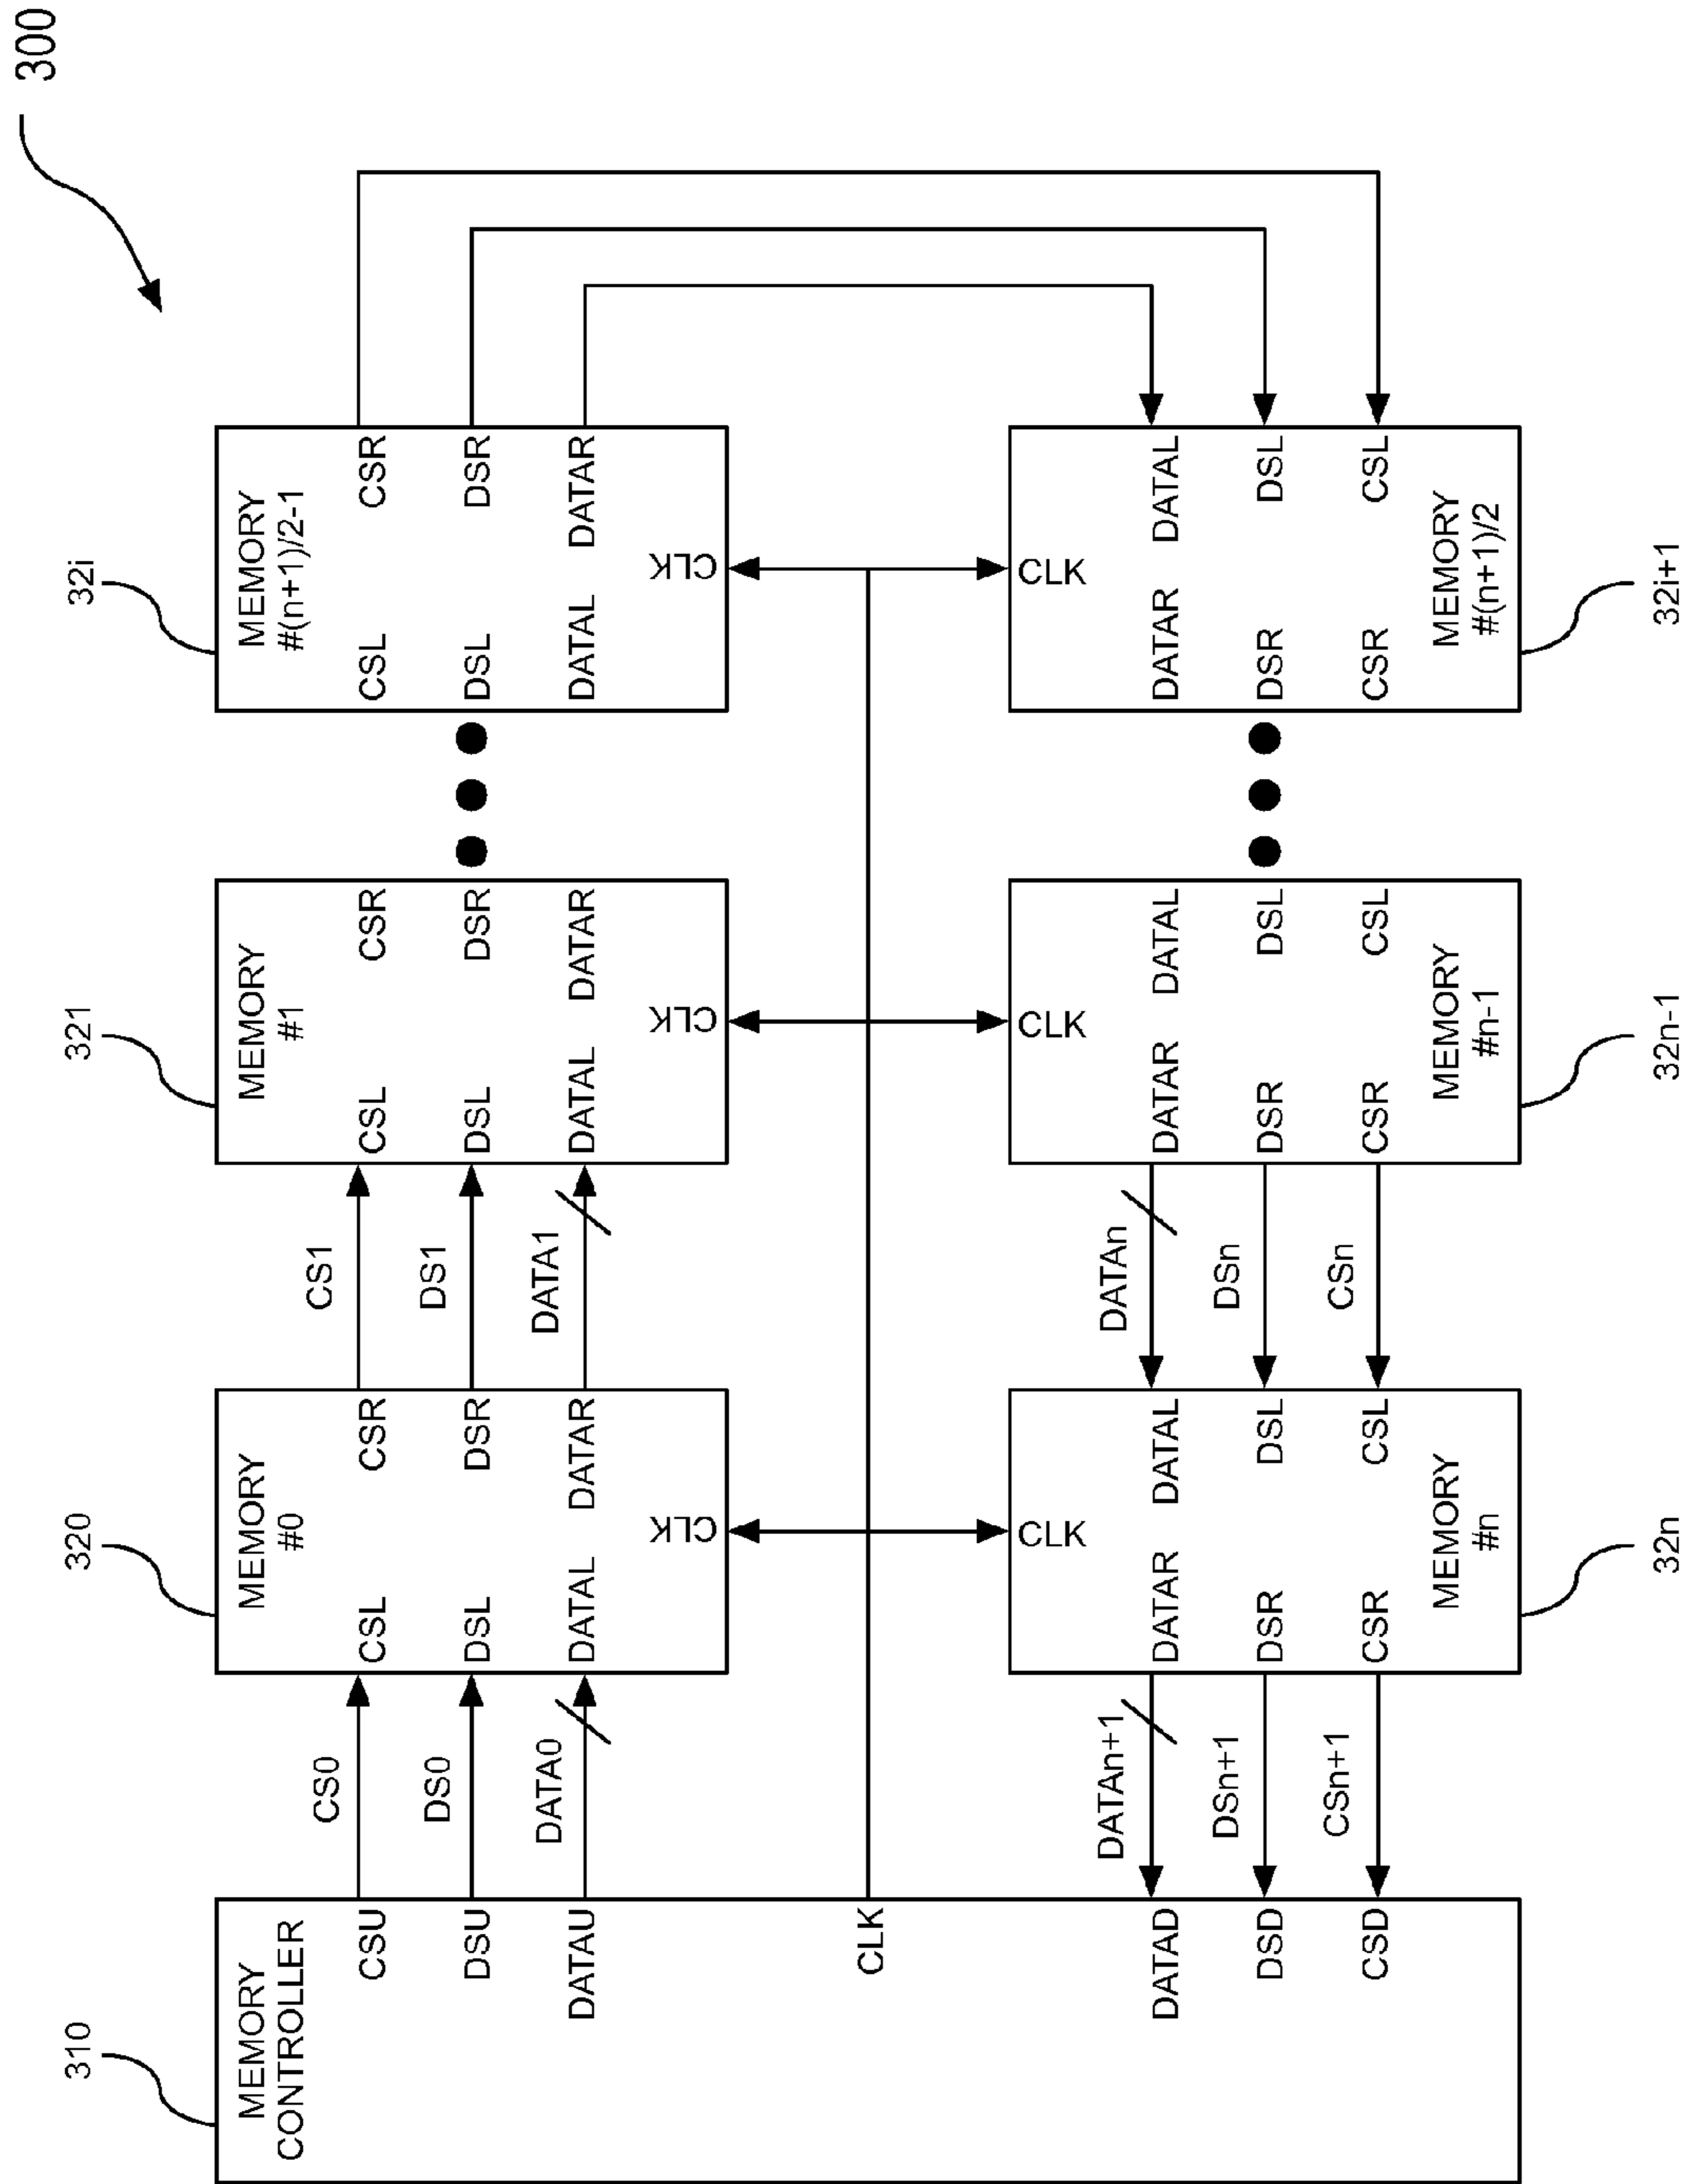 300
310
320
321
32i
MEMORY
CONTROLLER
CSU
DSU
DATAU
CLK
DATAD
DSD
CSD
CS0
DS0
DATA0
MEMORY
#0
CSL CSR
DSL DSR
DATAL DATAR
CLK
CS1
DS1
DATA1
MEMORY
#1
CSL CSR
DSL DSR
DATAL DATAR
CLK
MEMORY
#(n+1)/2-1
CSL CSR
DSL DSR
DATAL DATAR
CLK
DATAn+1
DSn+1
CSn+1
CLK
DATAR DATAL
DSR DSL
CSR CSL
MEMORY
#n
DATAn
DSn
CSn
CLK
DATAR DATAL
DSR DSL
CSR CSL
MEMORY
#n-1
CLK
DATAR DATAL
DSR DSL
CSR CSL
MEMORY
#(n+1)/2
32n
32n-1
32i+1